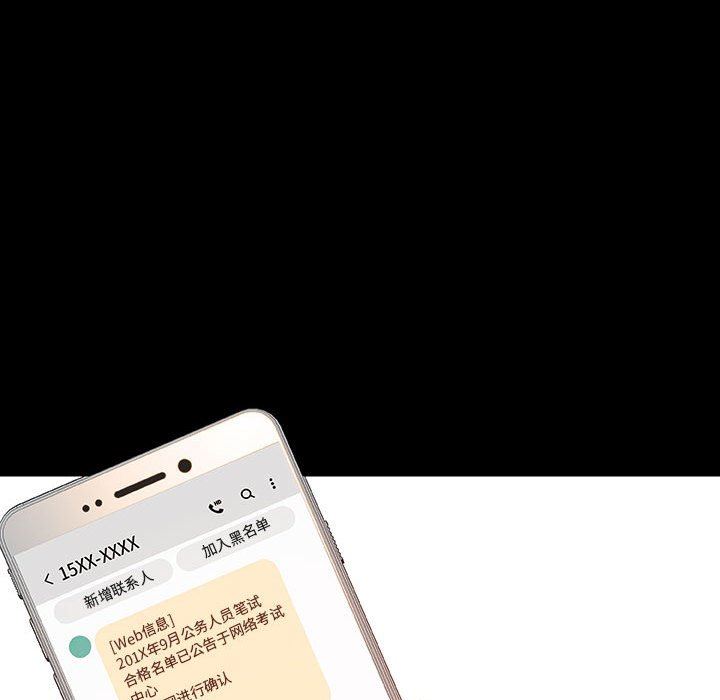 15XX-XXXX
新增联系人
加入黑名单
[Web信息]
201X年9月公务人员笔试
合格名单已公告于网络考试
中心
进行确认